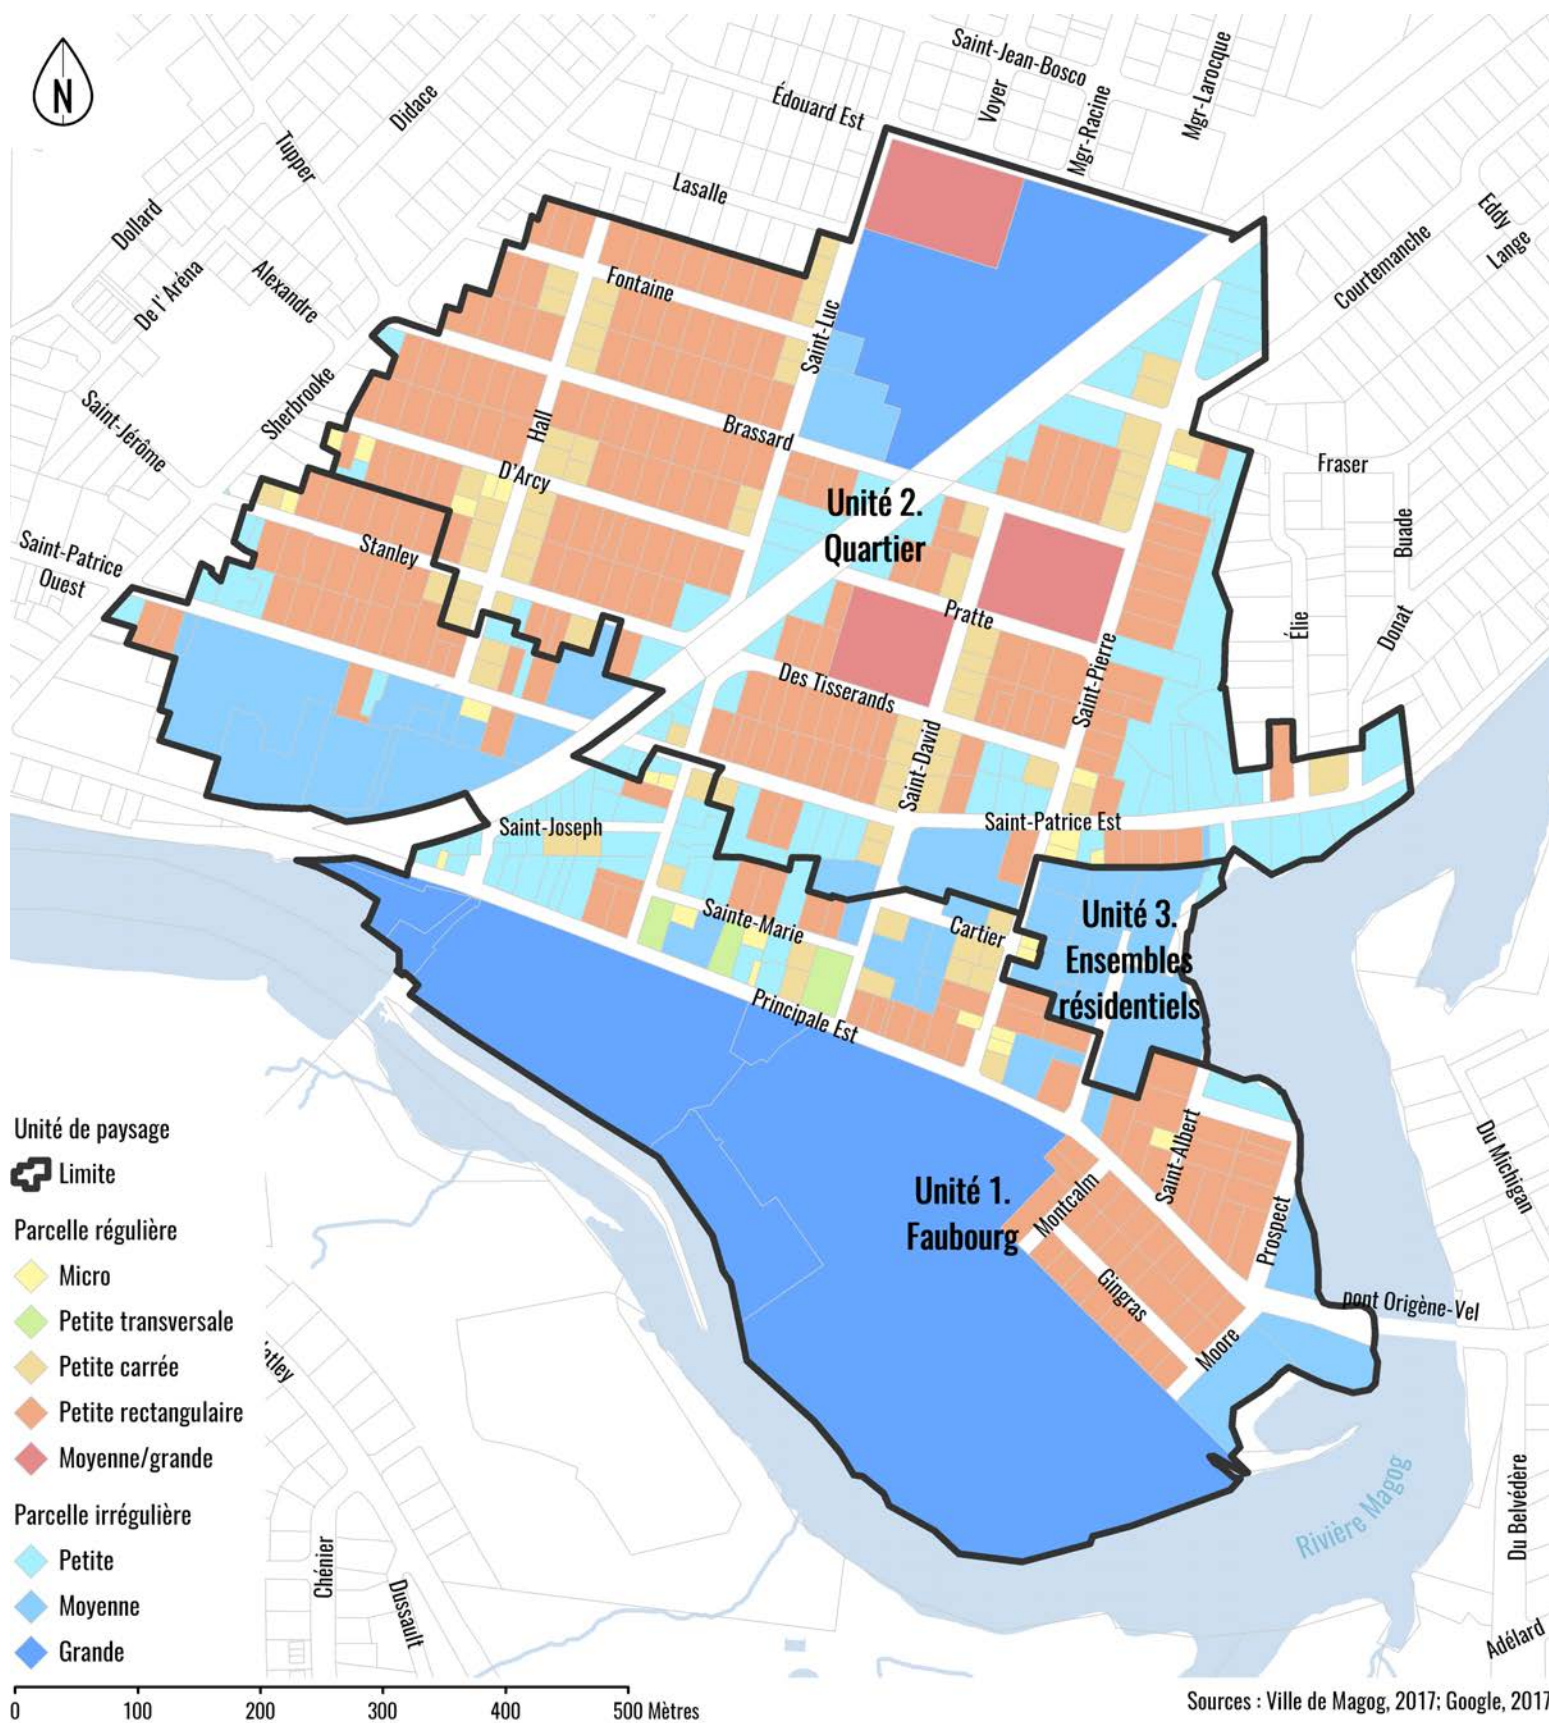 N
Saint-Jean-Bosco
Voyer
Mgr-Racine
Mgr-Larocque
Édouard Est
Didace
Tupper
Lasalle
Dollard
De l'Aréna
Alexandre
Eddy
Lange
Courtemanche
Fontaine
Saint-Luc
Sherbrooke
Saint-Jérôme
Hall
Brassard
D'Arcy
Fraser
Unité 2.
Quartier
Buade
Saint-Patrice
Ouest
Stanley
Pratte
Élie
Donat
Saint-Pierre
Des Tisserands
Saint-David
Saint-Joseph
Saint-Patrice Est
Sainte-Marie
Cartier
Unité 3.
Ensembles
résidentiels
Principale Est
Unité 1.
Faubourg
Montcalm
Saint-Albert
Prospect
Gingras
Moore
pont Origène-Vel
Du Michigan
Du Belvédère
Rivière Magog
Adélard
atley
Chénier
Dussault
Unité de paysage
Limite
Parcelle régulière
Micro
Petite transversale
Petite carrée
Petite rectangulaire
Moyenne/grande
Parcelle irrégulière
Petite
Moyenne
Grande
0 100 200 300 400 500 Mètres
Sources : Ville de Magog, 2017; Google, 2017